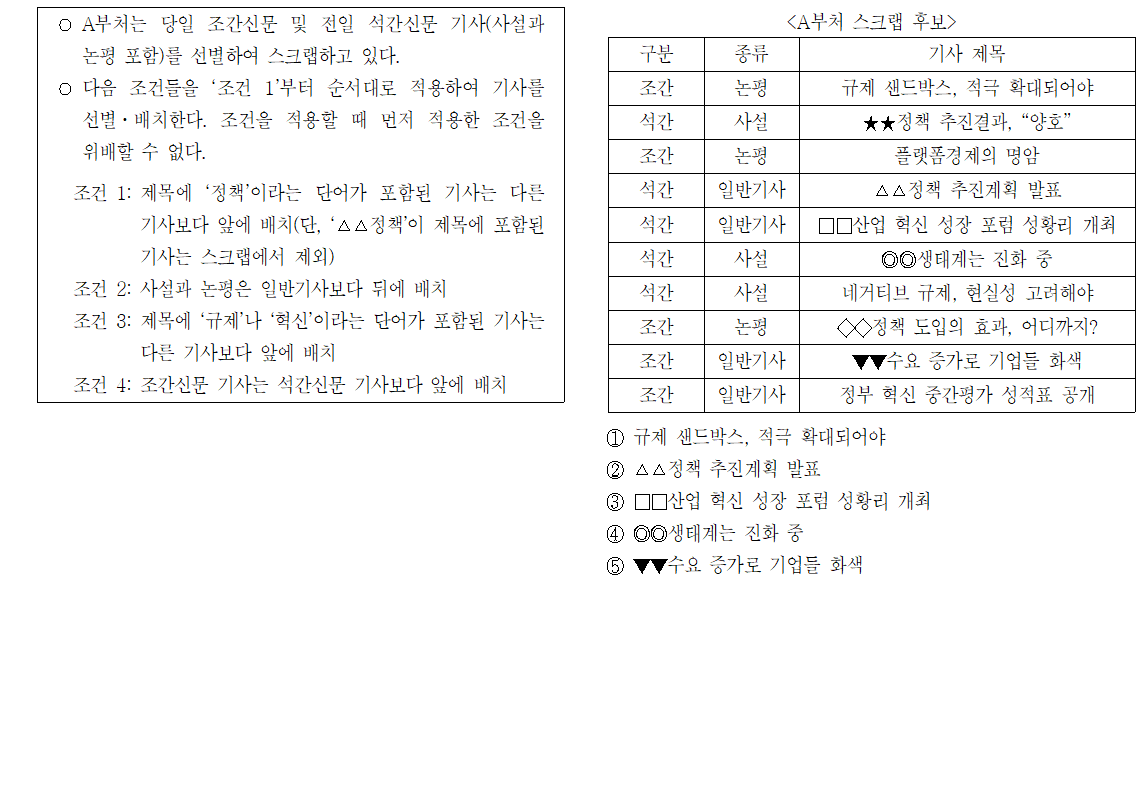 ○ A부처는 당일 조간신문 및 전일 석간신문 기사(사설과
논평 포함)를 선별하여 스크랩하고 있다.
○ 다음 조건들을 ‘조건 1’부터 순서대로 적용하여 기사를
선별・배치한다. 조건을 적용할 때 먼저 적용한 조건을
위배할 수 없다.
조건 1: 제목에 ‘정책’이라는 단어가 포함된 기사는 다른
기사보다 앞에 배치(단, ‘△△정책’이 제목에 포함된
기사는 스크랩에서 제외)
조건 2: 사설과 논평은 일반기사보다 뒤에 배치
조건 3: 제목에 ‘규제’나 ‘혁신’이라는 단어가 포함된 기사는
다른 기사보다 앞에 배치
조건 4: 조간신문 기사는 석간신문 기사보다 앞에 배치
<A부처 스크랩 후보>
구분 종류 기사 제목
조간 논평 규제 샌드박스, 적극 확대되어야
석간 사설 ★★정책 추진결과, “양호”
조간 논평 플랫폼경제의 명암
석간 일반기사 △△정책 추진계획 발표
석간 일반기사 □□산업 혁신 성장 포럼 성황리 개최
석간 사설 ◎◎생태계는 진화 중
석간 사설 네거티브 규제, 현실성 고려해야
조간 논평 ◇◇정책 도입의 효과, 어디까지?
조간 일반기사 ▼▼수요 증가로 기업들 화색
조간 일반기사 정부 혁신 중간평가 성적표 공개
① 규제 샌드박스, 적극 확대되어야
② △△정책 추진계획 발표
③ □□산업 혁신 성장 포럼 성황리 개최
④ ◎◎생태계는 진화 중
⑤ ▼▼수요 증가로 기업들 화색